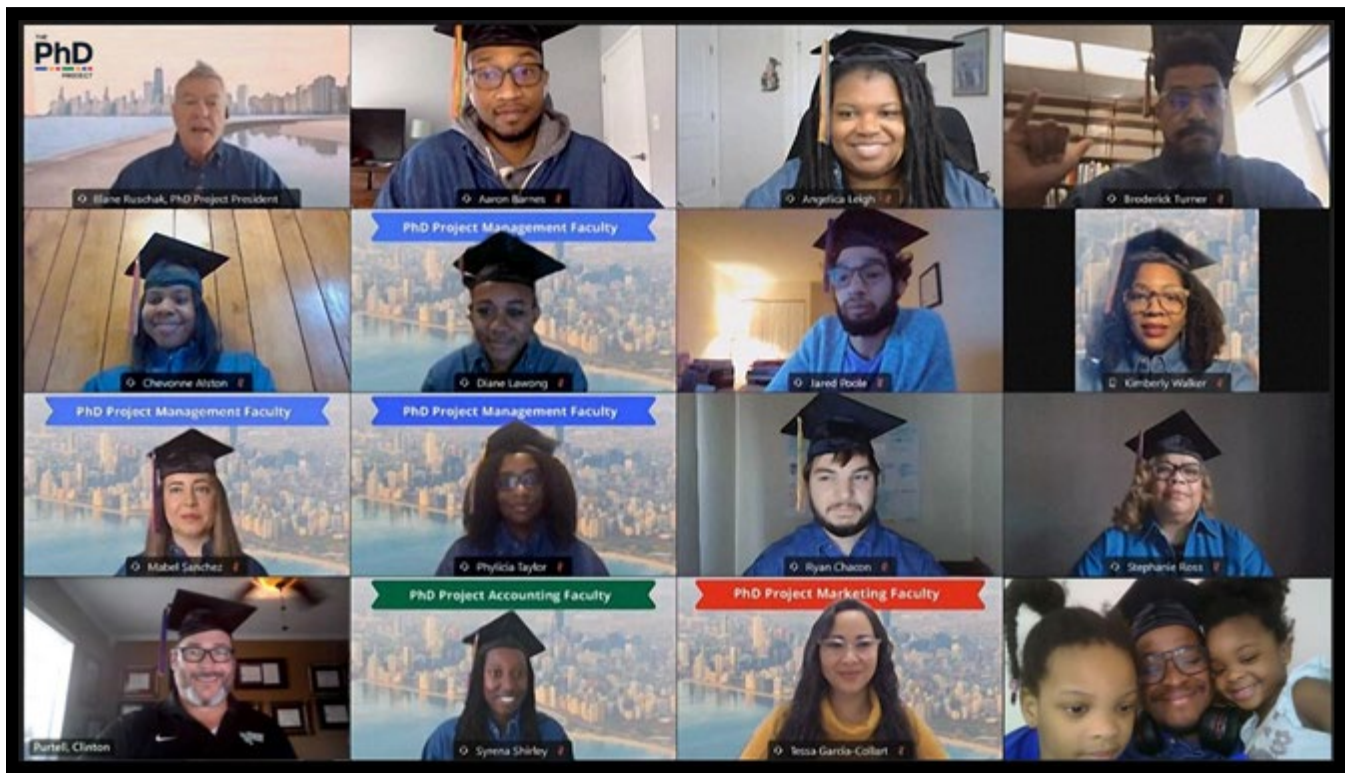 THE
PhD
PROJECT
Blane Ruschak, PhD Project President
Aaron Barnes
Angelica Leigh
Broderick Turner
Chevonne Alston
PhD Project Management Faculty
Diane Lawong
Jared Poole
Kimberly Walker
PhD Project Management Faculty
Mabel Sanchez
PhD Project Management Faculty
Phylicia Taylor
Ryan Chacon
Stephanie Ross
Purtell, Clinton
PhD Project Accounting Faculty
Syrena Shirley
PhD Project Marketing Faculty
Tessa Garcia-Collart